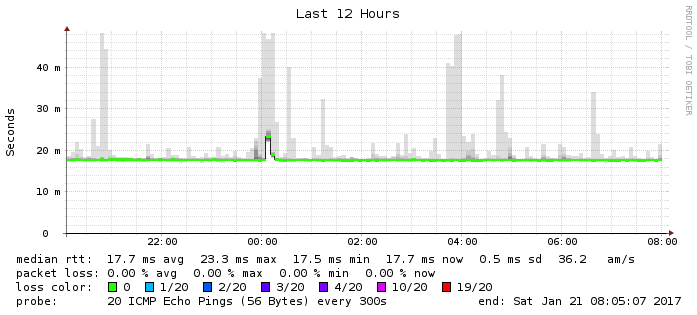 Last 12 Hours
RRDTOOL / TOBI OETIKER
Seconds
40 m
30 m
20 m
10 m
0
22:00 00:00 02:00 04:00 06:00 08:00
median rtt: 17.7 ms avg 23.3 ms max 17.5 ms min 17.7 ms now 0.5 ms sd 36.2 am/s
packet loss: 0.00 % avg 0.00 % max 0.00 % min 0.00 % now
loss color: 0 1/20 2/20 3/20 4/20 10/20 19/20
probe: 20 ICMP Echo Pings (56 Bytes) every 300s end: Sat Jan 21 08:05:07 2017